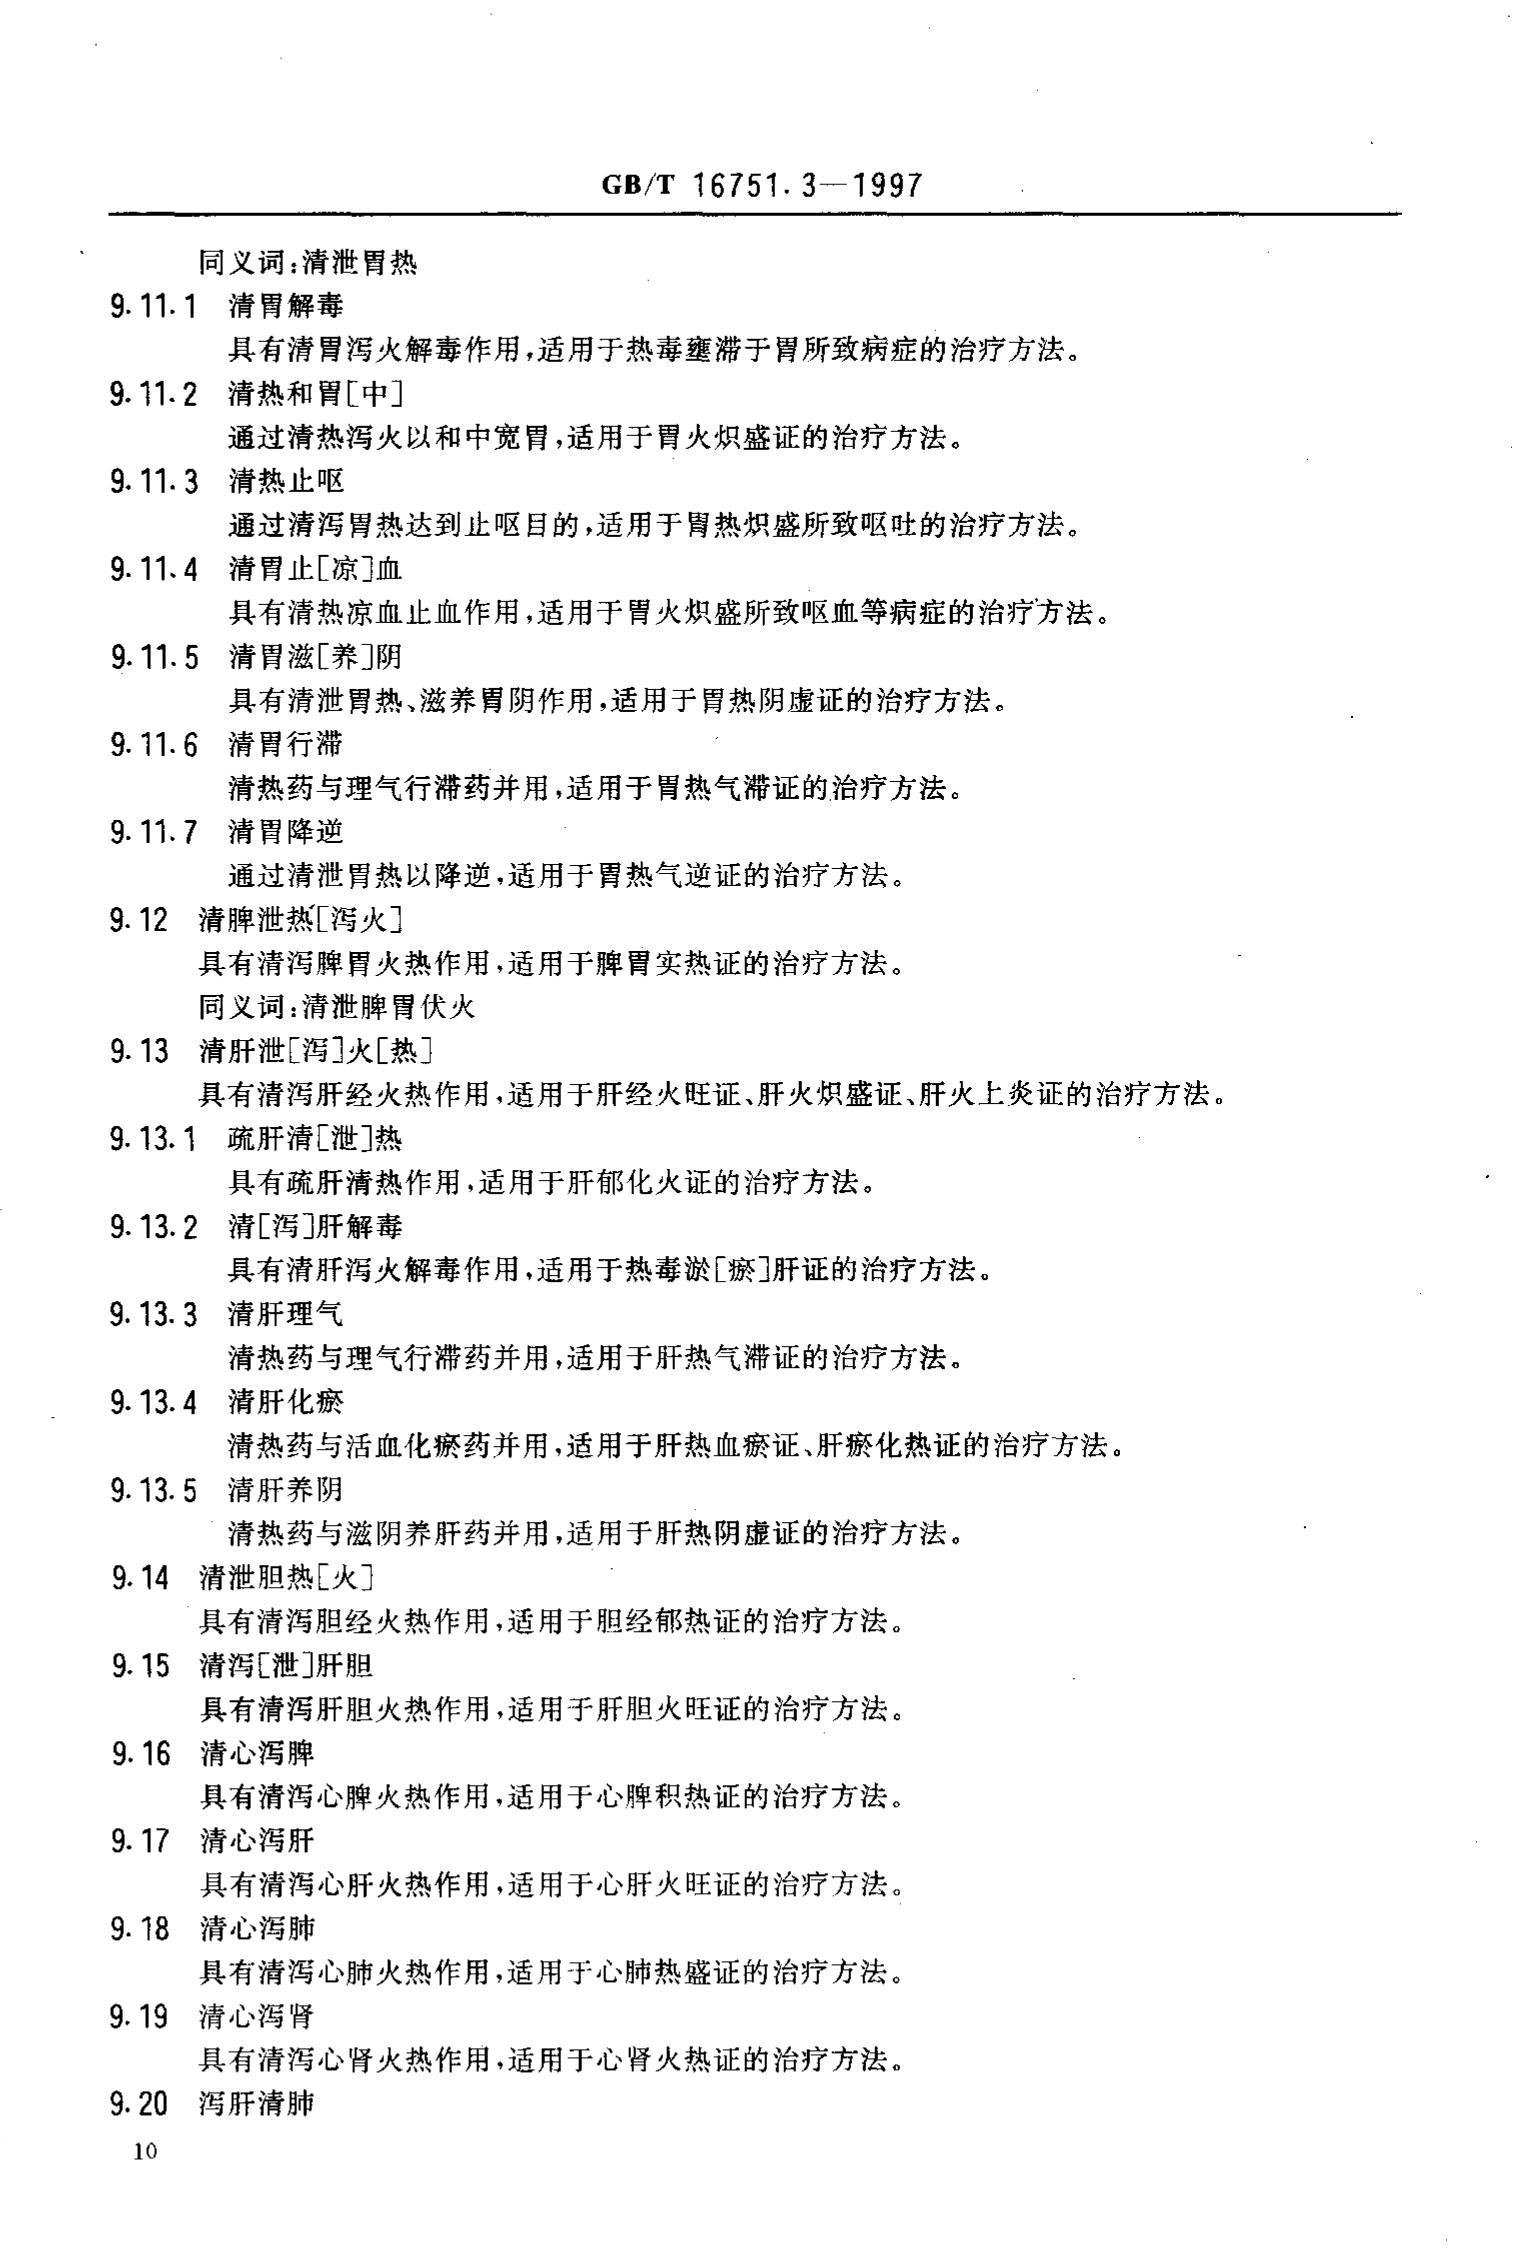 GB/T 16751.3—1997
同义词:清泄胃热
9.11.1 清胃解毒
具有清胃泻火解毒作用,适用于热毒壅滞于胃所致病症的治疗方法。
9.11.2 清热和胃[中]
通过清热泻火以和中宽胃,适用于胃火炽盛证的治疗方法。
9.11.3 清热止呕
通过清泻胃热达到止呕目的,适用于胃热炽盛所致呕吐的治疗方法。
9.11.4 清胃止[凉]血
具有清热凉血止血作用,适用于胃火炽盛所致呕血等病症的治疗方法。
9.11.5 清胃滋[养]阴
具有清泄胃热、滋养胃阴作用,适用于胃热阴虚证的治疗方法。
9.11.6 清胃行滞
清热药与理气行滞药并用,适用于胃热气滞证的治疗方法。
9.11.7 清胃降逆
通过清泄胃热以降逆,适用于胃热气逆证的治疗方法。
9.12 清脾泄热[泻火]
具有清泻脾胃火热作用,适用于脾胃实热证的治疗方法。
同义词:清泄脾胃伏火
9.13 清肝泄[泻]火[热]
具有清泻肝经火热作用,适用于肝经火旺证、肝火炽盛证、肝火上炎证的治疗方法。
9.13.1 疏肝清[泄]热
具有疏肝清热作用,适用于肝郁化火证的治疗方法。
9.13.2 清[泻]肝解毒
具有清肝泻火解毒作用,适用于热毒淤[瘀]肝证的治疗方法。
9.13.3 清肝理气
清热药与理气行滞药并用,适用于肝热气滞证的治疗方法。
9.13.4 清肝化瘀
清热药与活血化瘀药并用,适用于肝热血瘀证、肝瘀化热证的治疗方法。
9.13.5 清肝养阴
清热药与滋阴养肝药并用,适用于肝热阴虚证的治疗方法。
9.14 清泄胆热[火]
具有清泻胆经火热作用,适用于胆经郁热证的治疗方法。
9.15 清泻[泄]肝胆
具有清泻肝胆火热作用,适用于肝胆火旺证的治疗方法。
9.16 清心泻脾
具有清泻心脾火热作用,适用于心脾积热证的治疗方法。
9.17 清心泻肝
具有清泻心肝火热作用,适用于心肝火旺证的治疗方法。
9.18 清心泻肺
具有清泻心肺火热作用,适用于心肺热盛证的治疗方法。
9.19 清心泻肾
具有清泻心肾火热作用,适用于心肾火热证的治疗方法。
9.20 泻肝清肺
10